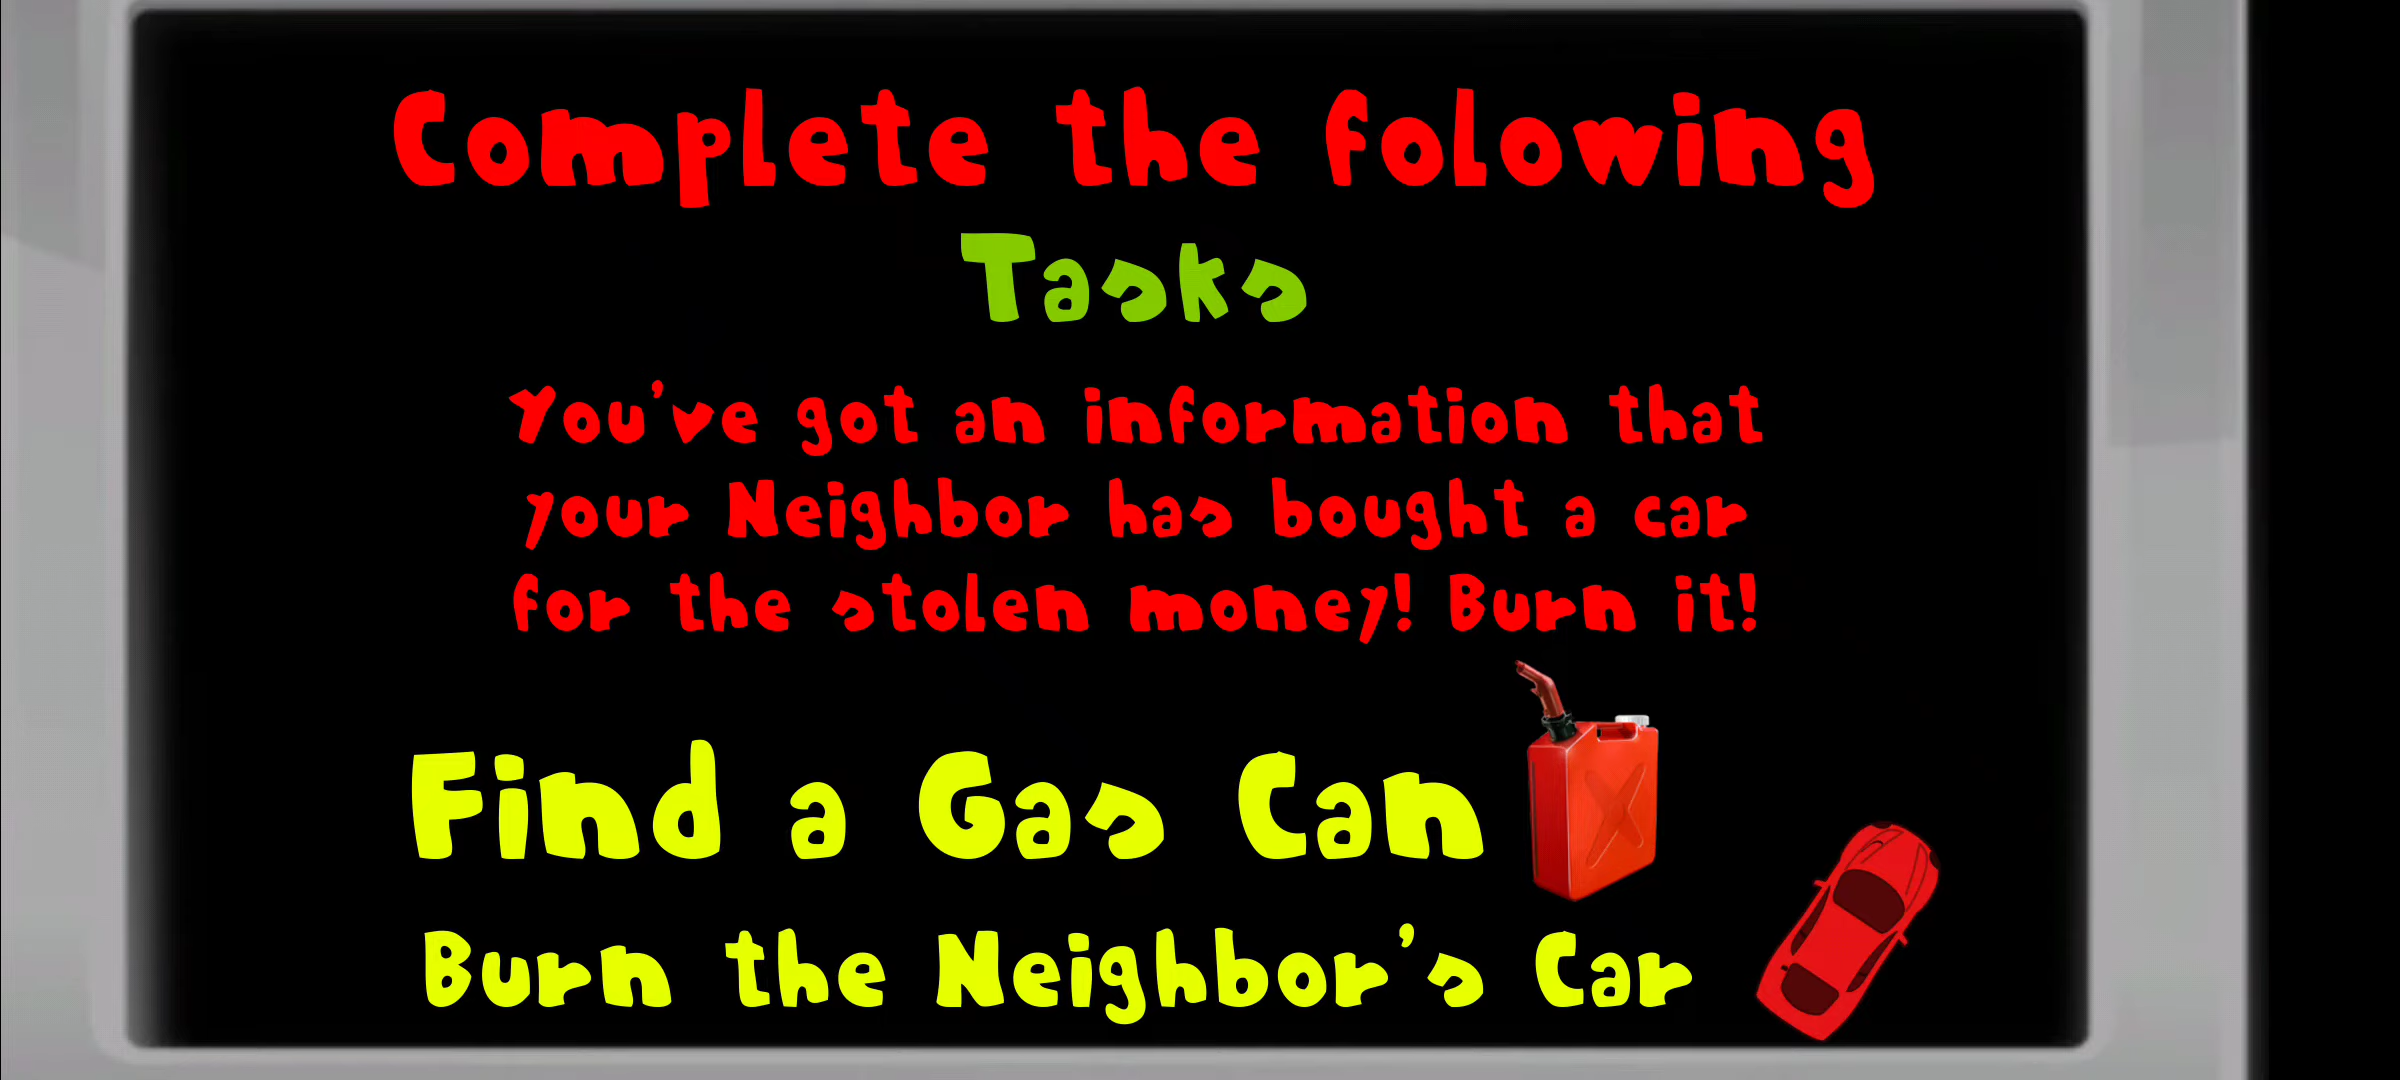 Complete the folowing
Tasks
You've got an information that
your Neighbor has bought a car
for the stolen money! Burn it!
Find a Gas Can
Burn the Neighbor's Car